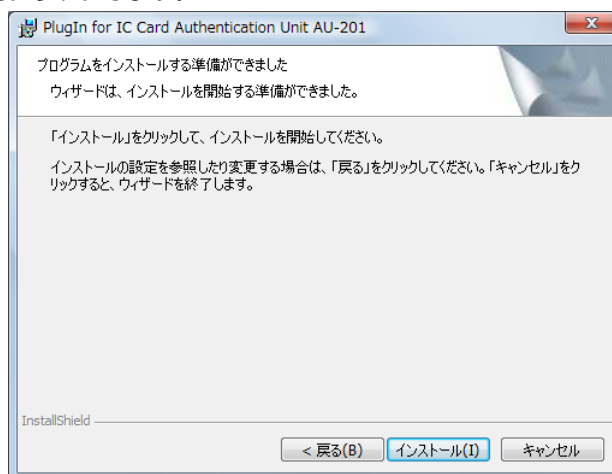 PlugIn for IC Card Authentication Unit AU-201
プログラムをインストールする準備ができました
ウィザードは、インストールを開始する準備ができました。
「インストール」をクリックして、インストールを開始してください。
インストールの設定を参照したり変更する場合は、「戻る」をクリックしてください。「キャンセル」をク
リックすると、ウィザードを終了します。
InstallShield
< 戻る(B)
インストール(I)
キャンセル